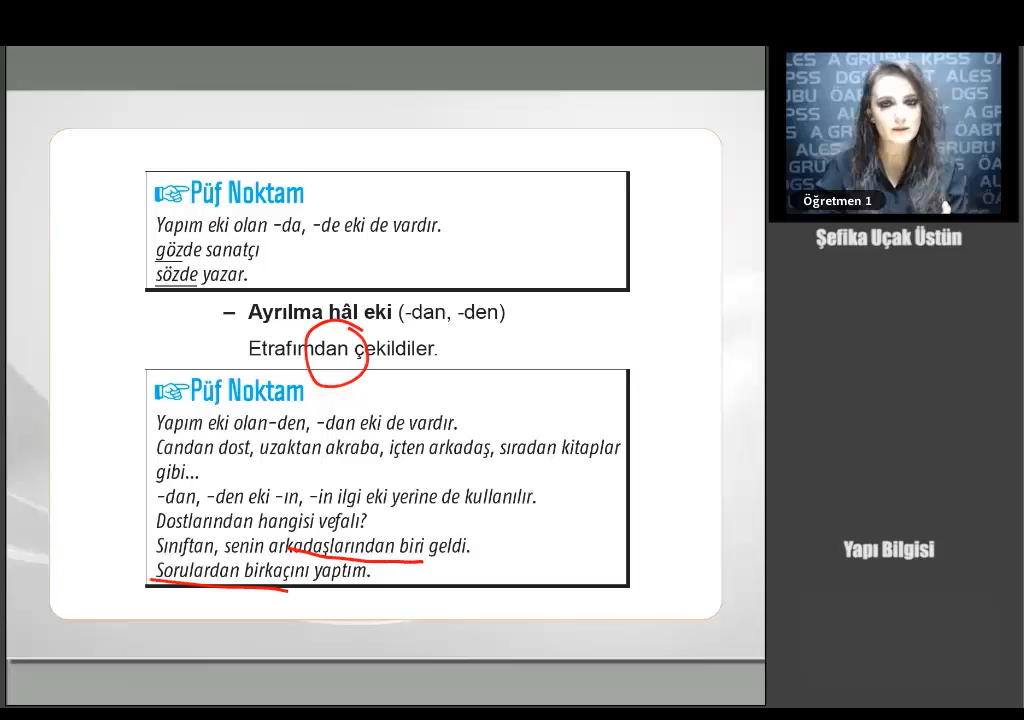 Püf Noktam
Yapım eki olan -da, -de eki de vardır.
gözde sanatçı
sözde yazar.
– Ayrılma hâl eki (-dan, -den)
Etrafımdan çekildiler.
Püf Noktam
Yapım eki olan-den, -dan eki de vardır.
Candan dost, uzaktan akraba, içten arkadaş, sıradan kitaplar
gibi...
-dan, -den eki -ın, -in ilgi eki yerine de kullanılır.
Dostlarından hangisi vefalı?
Sınıftan, senin arkadaşlarından biri geldi.
Sorulardan birkaçını yaptım.
Öğretmen 1
Şefika Uçak Üstün
Yapı Bilgisi